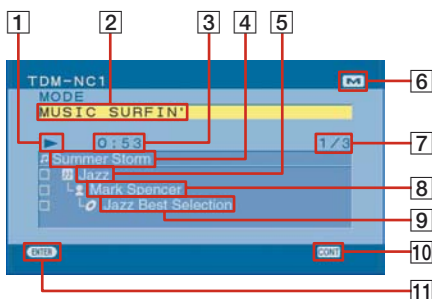 1 2 3 4 5
TDM-NC1
MODE
MUSIC SURFIN'
6
0:53 1/3
7
Summer Storm
Jazz
Mark Spencer
8
Jazz Best Selection
9
ENTER CONT
10
11